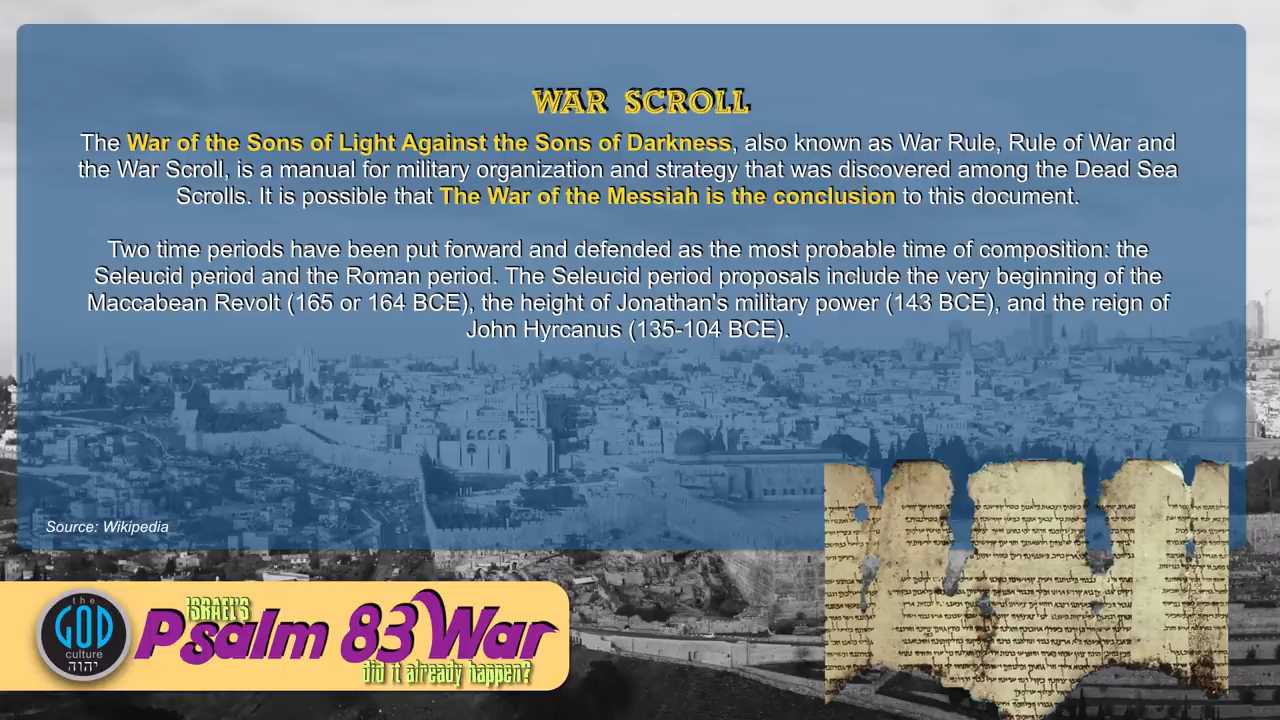 WAR SCROLL
The War of the Sons of Light Against the Sons of Darkness, also known as War Rule, Rule of War and
the War Scroll, is a manual for military organization and strategy that was discovered among the Dead Sea
Scrolls. It is possible that The War of the Messiah is the conclusion to this document.
Two time periods have been put forward and defended as the most probable time of composition: the
Seleucid period and the Roman period. The Seleucid period proposals include the very beginning of the
Maccabean Revolt (165 or 164 BCE), the height of Jonathan's military power (143 BCE), and the reign of
John Hyrcanus (135-104 BCE).
Source: Wikipedia
the
GOD
culture
יהוה
ISRAEL'S
Psalm 83 War
did it already happen?